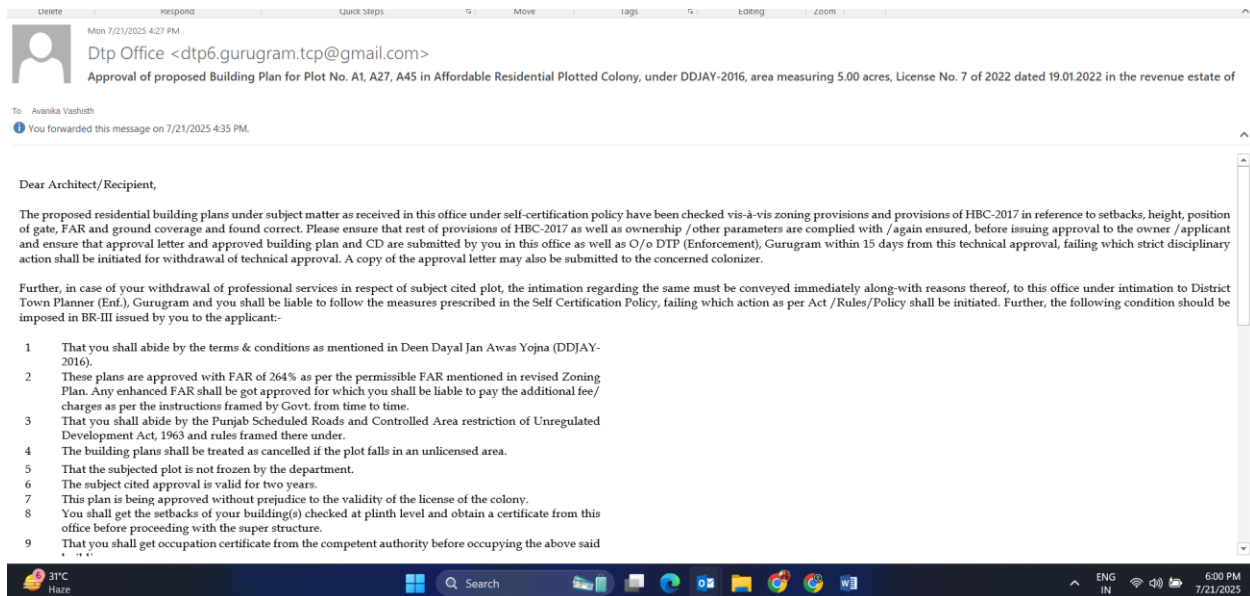 Delete Respond Quick Steps Move Tags Editing Zoom
Mon 7/21/2025 4:27 PM
Dtp Office <dtp6.gurugram.tcp@gmail.com>
Approval of proposed Building Plan for Plot No. A1, A27, A45 in Affordable Residential Plotted Colony, under DDJAY-2016, area measuring 5.00 acres, License No. 7 of 2022 dated 19.01.2022 in the revenue estate of
To Avanika Vashisth
You forwarded this message on 7/21/2025 4:35 PM.
Dear Architect/Recipient,
The proposed residential building plans under subject matter as received in this office under self-certification policy have been checked vis-à-vis zoning provisions and provisions of HBC-2017 in reference to setbacks, height, position
of gate, FAR and ground coverage and found correct. Please ensure that rest of provisions of HBC-2017 as well as ownership /other parameters are complied with /again ensured, before issuing approval to the owner /applicant
and ensure that approval letter and approved building plan and CD are submitted by you in this office as well as O/o DTP (Enforcement), Gurugram within 15 days from this technical approval, failing which strict disciplinary
action shall be initiated for withdrawal of technical approval. A copy of the approval letter may also be submitted to the concerned colonizer.
Further, in case of your withdrawal of professional services in respect of subject cited plot, the intimation regarding the same must be conveyed immediately along-with reasons thereof, to this office under intimation to District
Town Planner (Enf.), Gurugram and you shall be liable to follow the measures prescribed in the Self Certification Policy, failing which action as per Act /Rules/Policy shall be initiated. Further, the following condition should be
imposed in BR-III issued by you to the applicant:-
1 That you shall abide by the terms & conditions as mentioned in Deen Dayal Jan Awas Yojna (DDJAY-
2016).
2 These plans are approved with FAR of 264% as per the permissible FAR mentioned in revised Zoning
Plan. Any enhanced FAR shall be got approved for which you shall be liable to pay the additional fee/
charges as per the instructions framed by Govt. from time to time.
3 That you shall abide by the Punjab Scheduled Roads and Controlled Area restriction of Unregulated
Development Act, 1963 and rules framed there under.
4 The building plans shall be treated as cancelled if the plot falls in an unlicensed area.
5 That the subjected plot is not frozen by the department.
6 The subject cited approval is valid for two years.
7 This plan is being approved without prejudice to the validity of the license of the colony.
8 You shall get the setbacks of your building(s) checked at plinth level and obtain a certificate from this
office before proceeding with the super structure.
9 That you shall get occupation certificate from the competent authority before occupying the above said
6 31°C
Haze
Search
ENG
IN
6:00 PM
7/21/2025